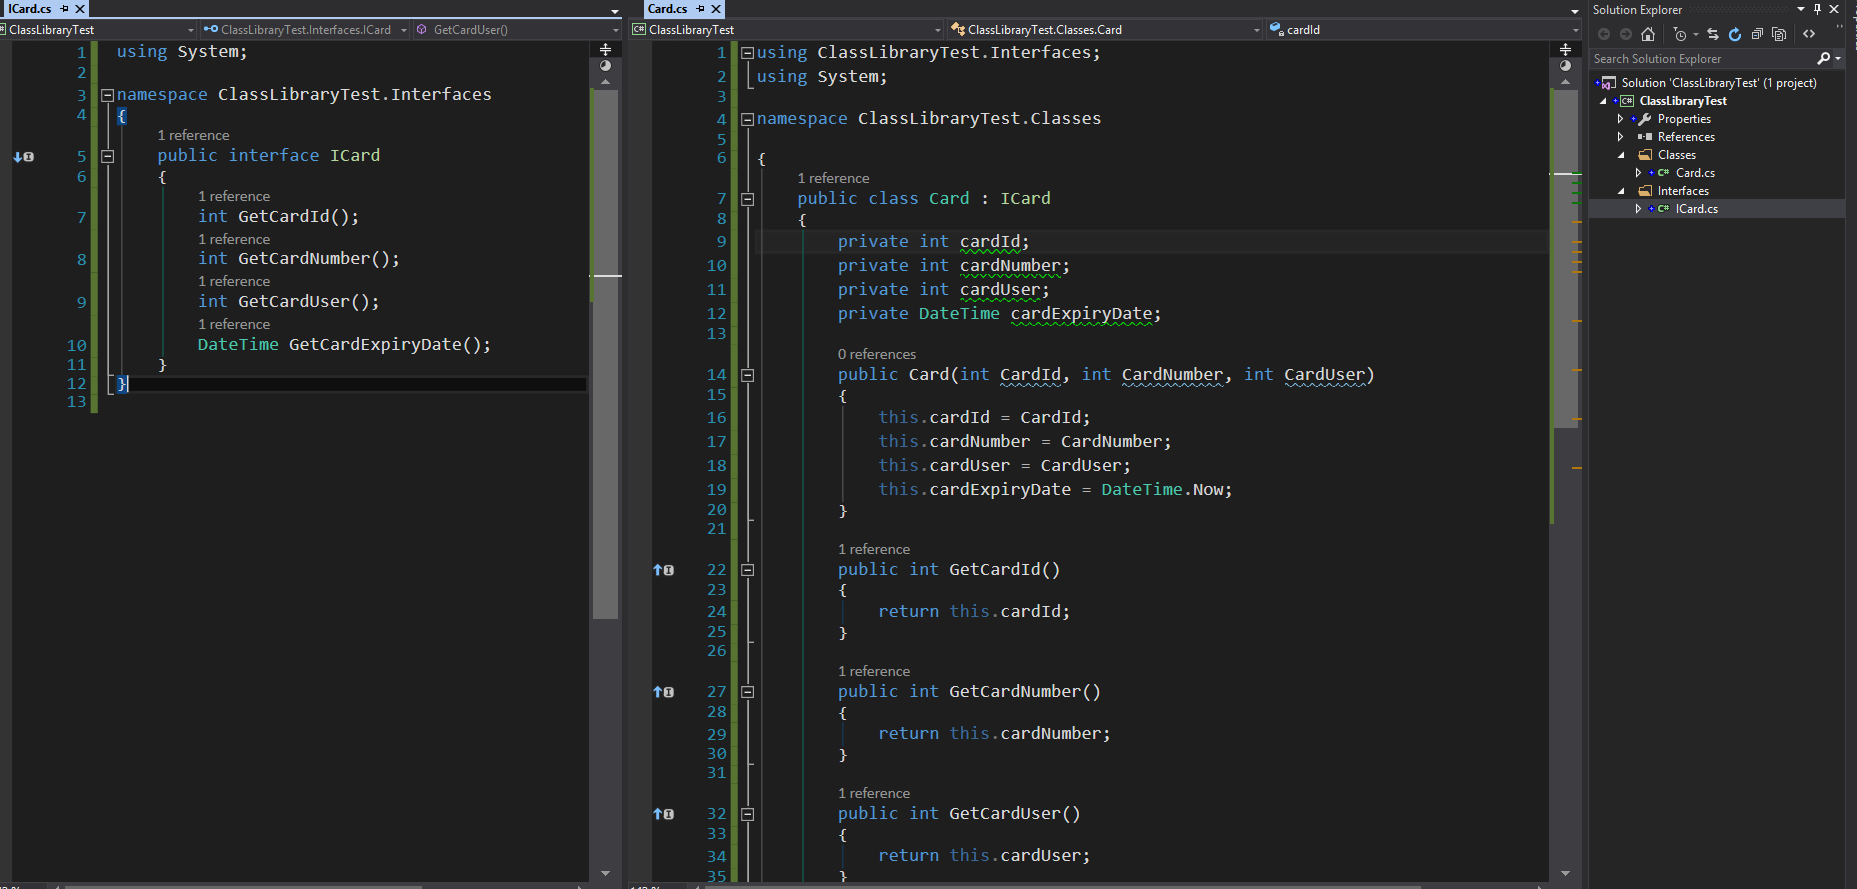 ICard.cs
ClassLibraryTest
ClassLibraryTest.Interfaces.ICard
GetCardUser()
1 using System;
2
3 namespace ClassLibraryTest.Interfaces
4 {
1 reference
5 public interface ICard
6 {
1 reference
7 int GetCardId();
1 reference
8 int GetCardNumber();
1 reference
9 int GetCardUser();
1 reference
10 DateTime GetCardExpiryDate();
11 }
12 }
13
Card.cs
C# ClassLibraryTest
ClassLibraryTest.Classes.Card
cardId
1 using ClassLibraryTest.Interfaces;
2 using System;
3
4 namespace ClassLibraryTest.Classes
5
6 {
1 reference
7 public class Card : ICard
8 {
9 private int cardId;
10 private int cardNumber;
11 private int cardUser;
12 private DateTime cardExpiryDate;
13
0 references
14 public Card(int CardId, int CardNumber, int CardUser)
15 {
16 this.cardId = CardId;
17 this.cardNumber = CardNumber;
18 this.cardUser = CardUser;
19 this.cardExpiryDate = DateTime.Now;
20 }
21
1 reference
22 public int GetCardId()
23 {
24 return this.cardId;
25 }
26
1 reference
27 public int GetCardNumber()
28 {
29 return this.cardNumber;
30 }
31
1 reference
32 public int GetCardUser()
33 {
34 return this.cardUser;
35 }
Solution Explorer
Search Solution Explorer
Solution 'ClassLibraryTest' (1 project)
C# ClassLibraryTest
Properties
References
Classes
C# Card.cs
Interfaces
C# ICard.cs